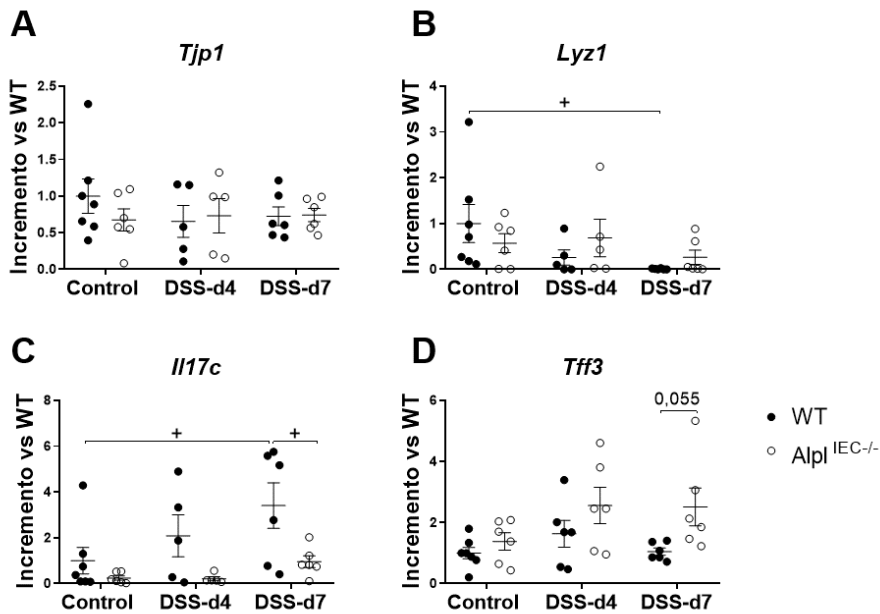 A
Tjp1
Incremento vs WT
2.5
2.0
1.5
1.0
0.5
0.0
Control
DSS-d4
DSS-d7
B
Lyz1
Incremento vs WT
4
3
2
1
0
+
Control
DSS-d4
DSS-d7
C
Il17c
Incremento vs WT
8
6
4
2
0
+
+
Control
DSS-d4
DSS-d7
D
Tff3
Incremento vs WT
6
4
2
0
0,055
Control
DSS-d4
DSS-d7
WT
Alpl IEC-/-